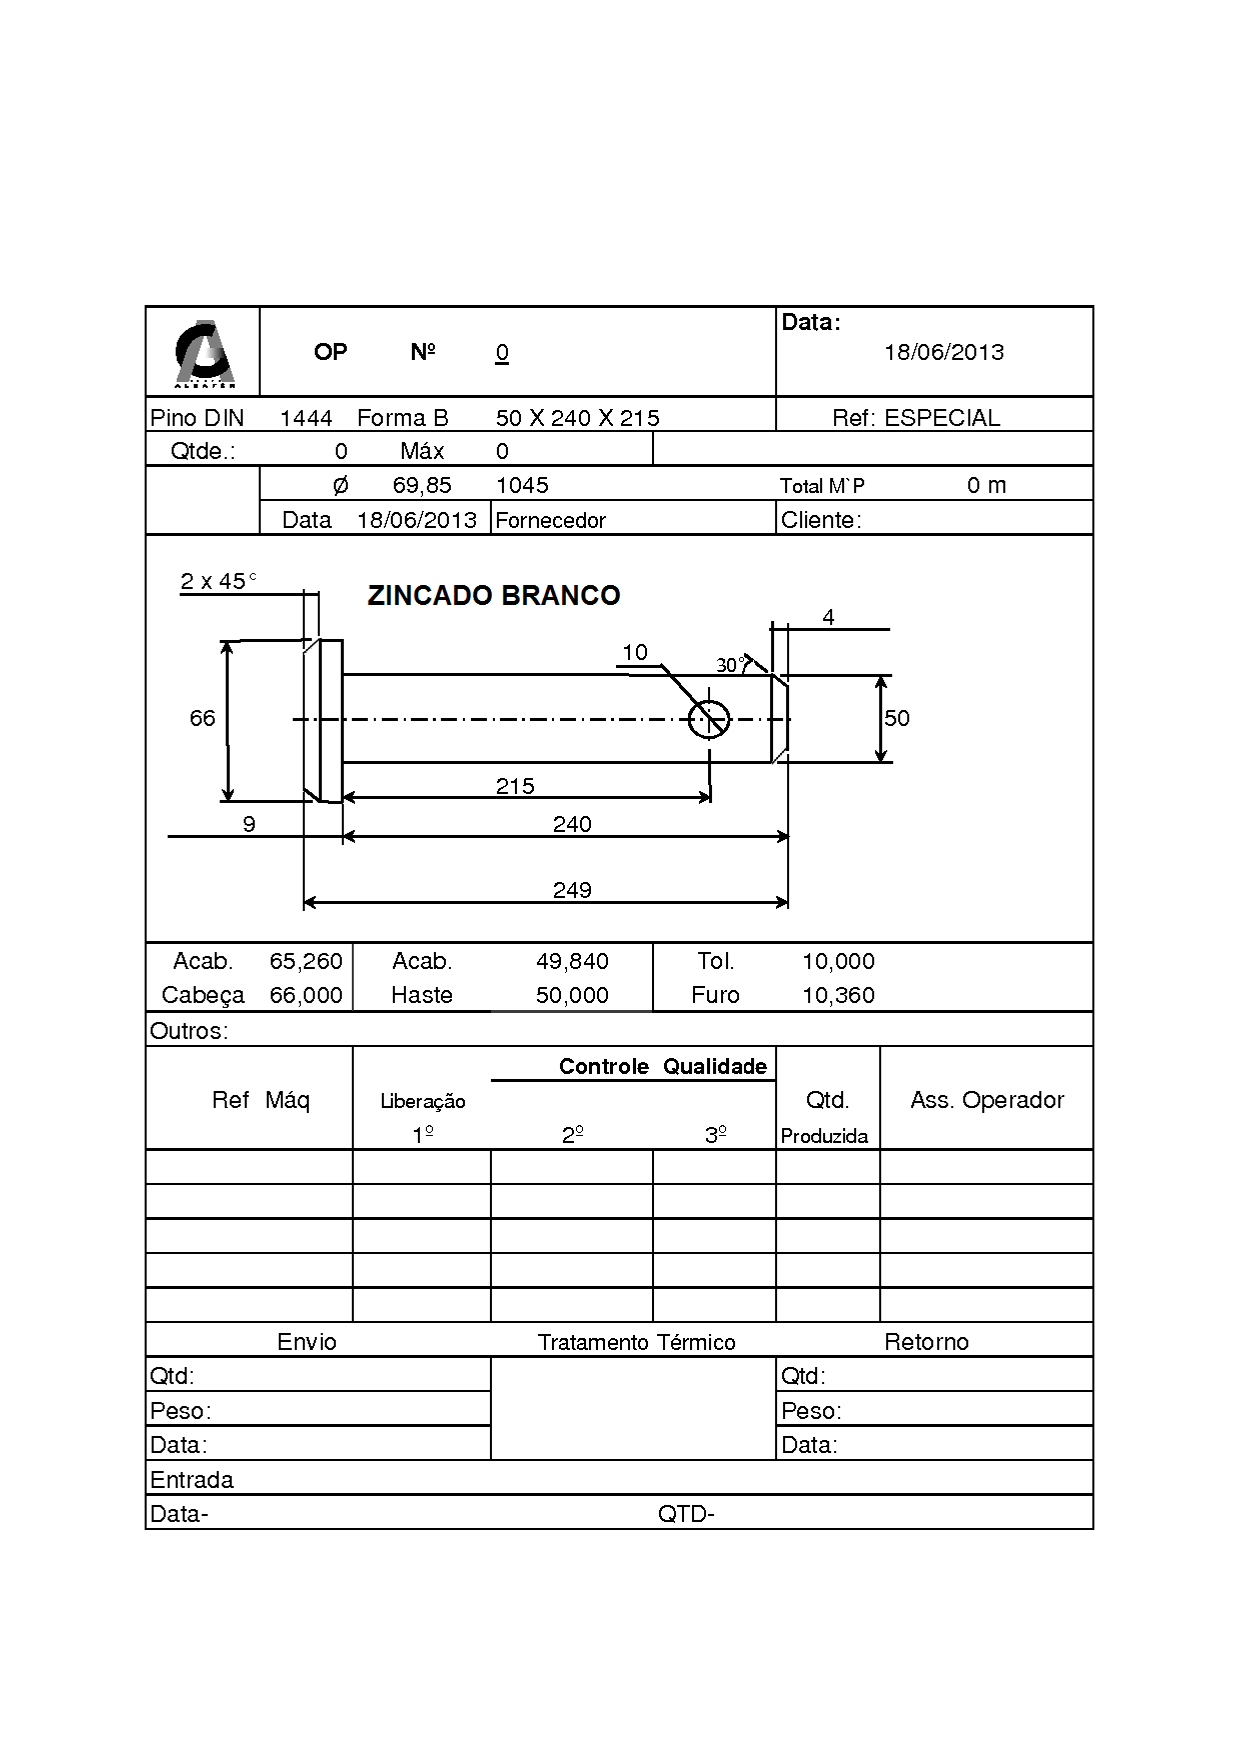 ALBAFER
OP Nº 0
Data:
18/06/2013
Pino DIN 1444 Forma B 50 X 240 X 215 Ref: ESPECIAL
Qtde.: 0 Máx 0
Ø 69,85 1045 Total M`P 0 m
Data 18/06/2013 Fornecedor Cliente:
2 x 45°
ZINCADO BRANCO
4
10
30°
66
50
215
9
240
249
Acab. 65,260 Acab. 49,840 Tol. 10,000
Cabeça 66,000 Haste 50,000 Furo 10,360
Outros:
Controle Qualidade
Ref Máq Liberação Qtd. Ass. Operador
1º 2º 3º Produzida
Envio Tratamento Térmico Retorno
Qtd: Qtd:
Peso: Peso:
Data: Data:
Entrada
Data- QTD-